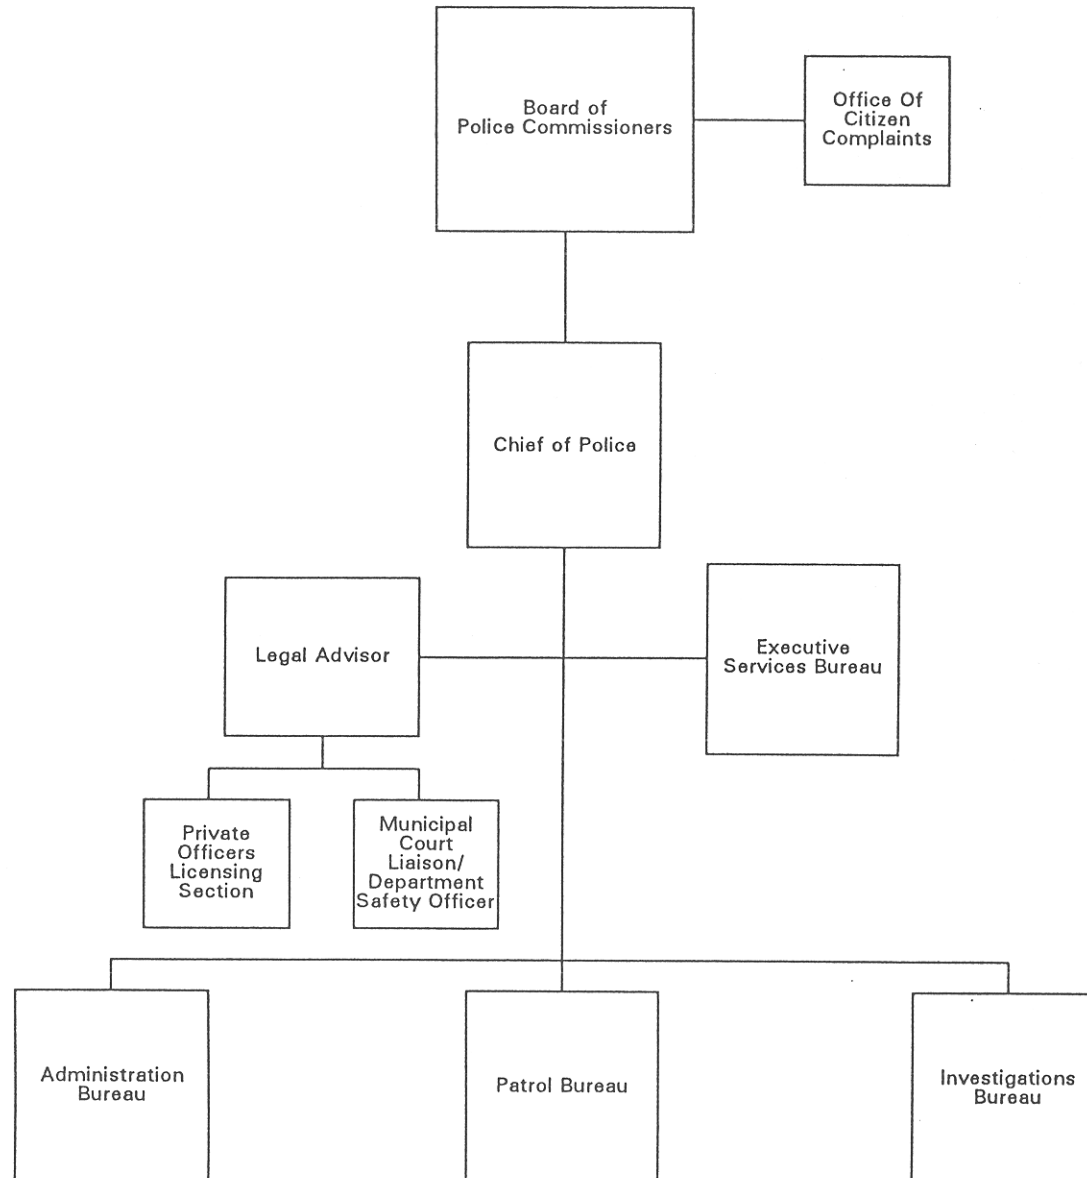 Board of
Police Commissioners
Office Of
Citizen
Complaints
Chief of Police
Legal Advisor
Executive
Services Bureau
Private
Officers
Licensing
Section
Municipal
Court
Liaison/
Department
Safety Officer
Administration
Bureau
Patrol Bureau
Investigations
Bureau